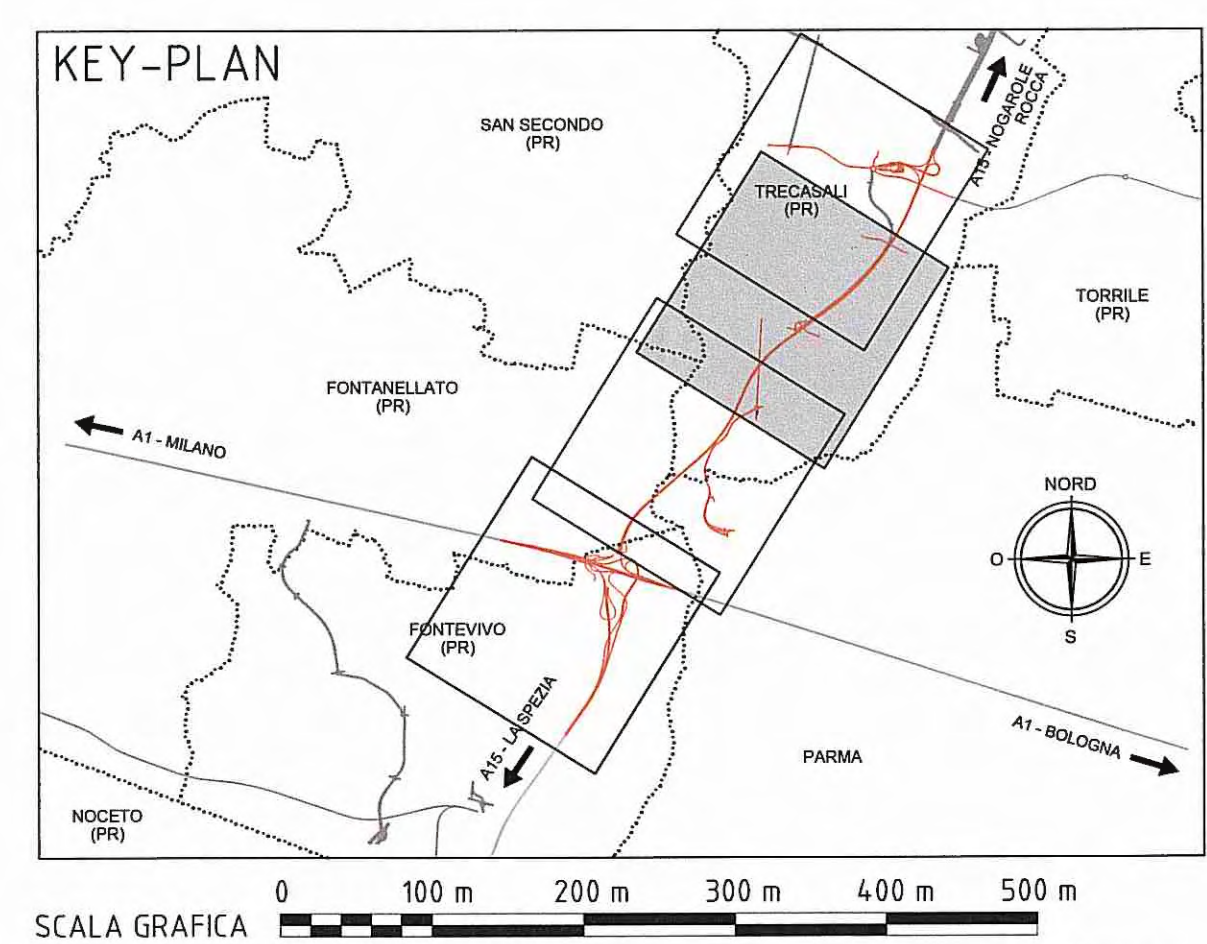 KEY-PLAN
SAN SECONDO
(PR)
A15 - NOGAROLE
ROCCA
TRECASALI
(PR)
TORRILE
(PR)
FONTANELLATO
(PR)
A1 - MILANO
NORD
O
E
S
FONTEVIVO
(PR)
A15 - LA SPEZIA
A1 - BOLOGNA
PARMA
NOCETO
(PR)
0 100 m 200 m 300 m 400 m 500 m
SCALA GRAFICA